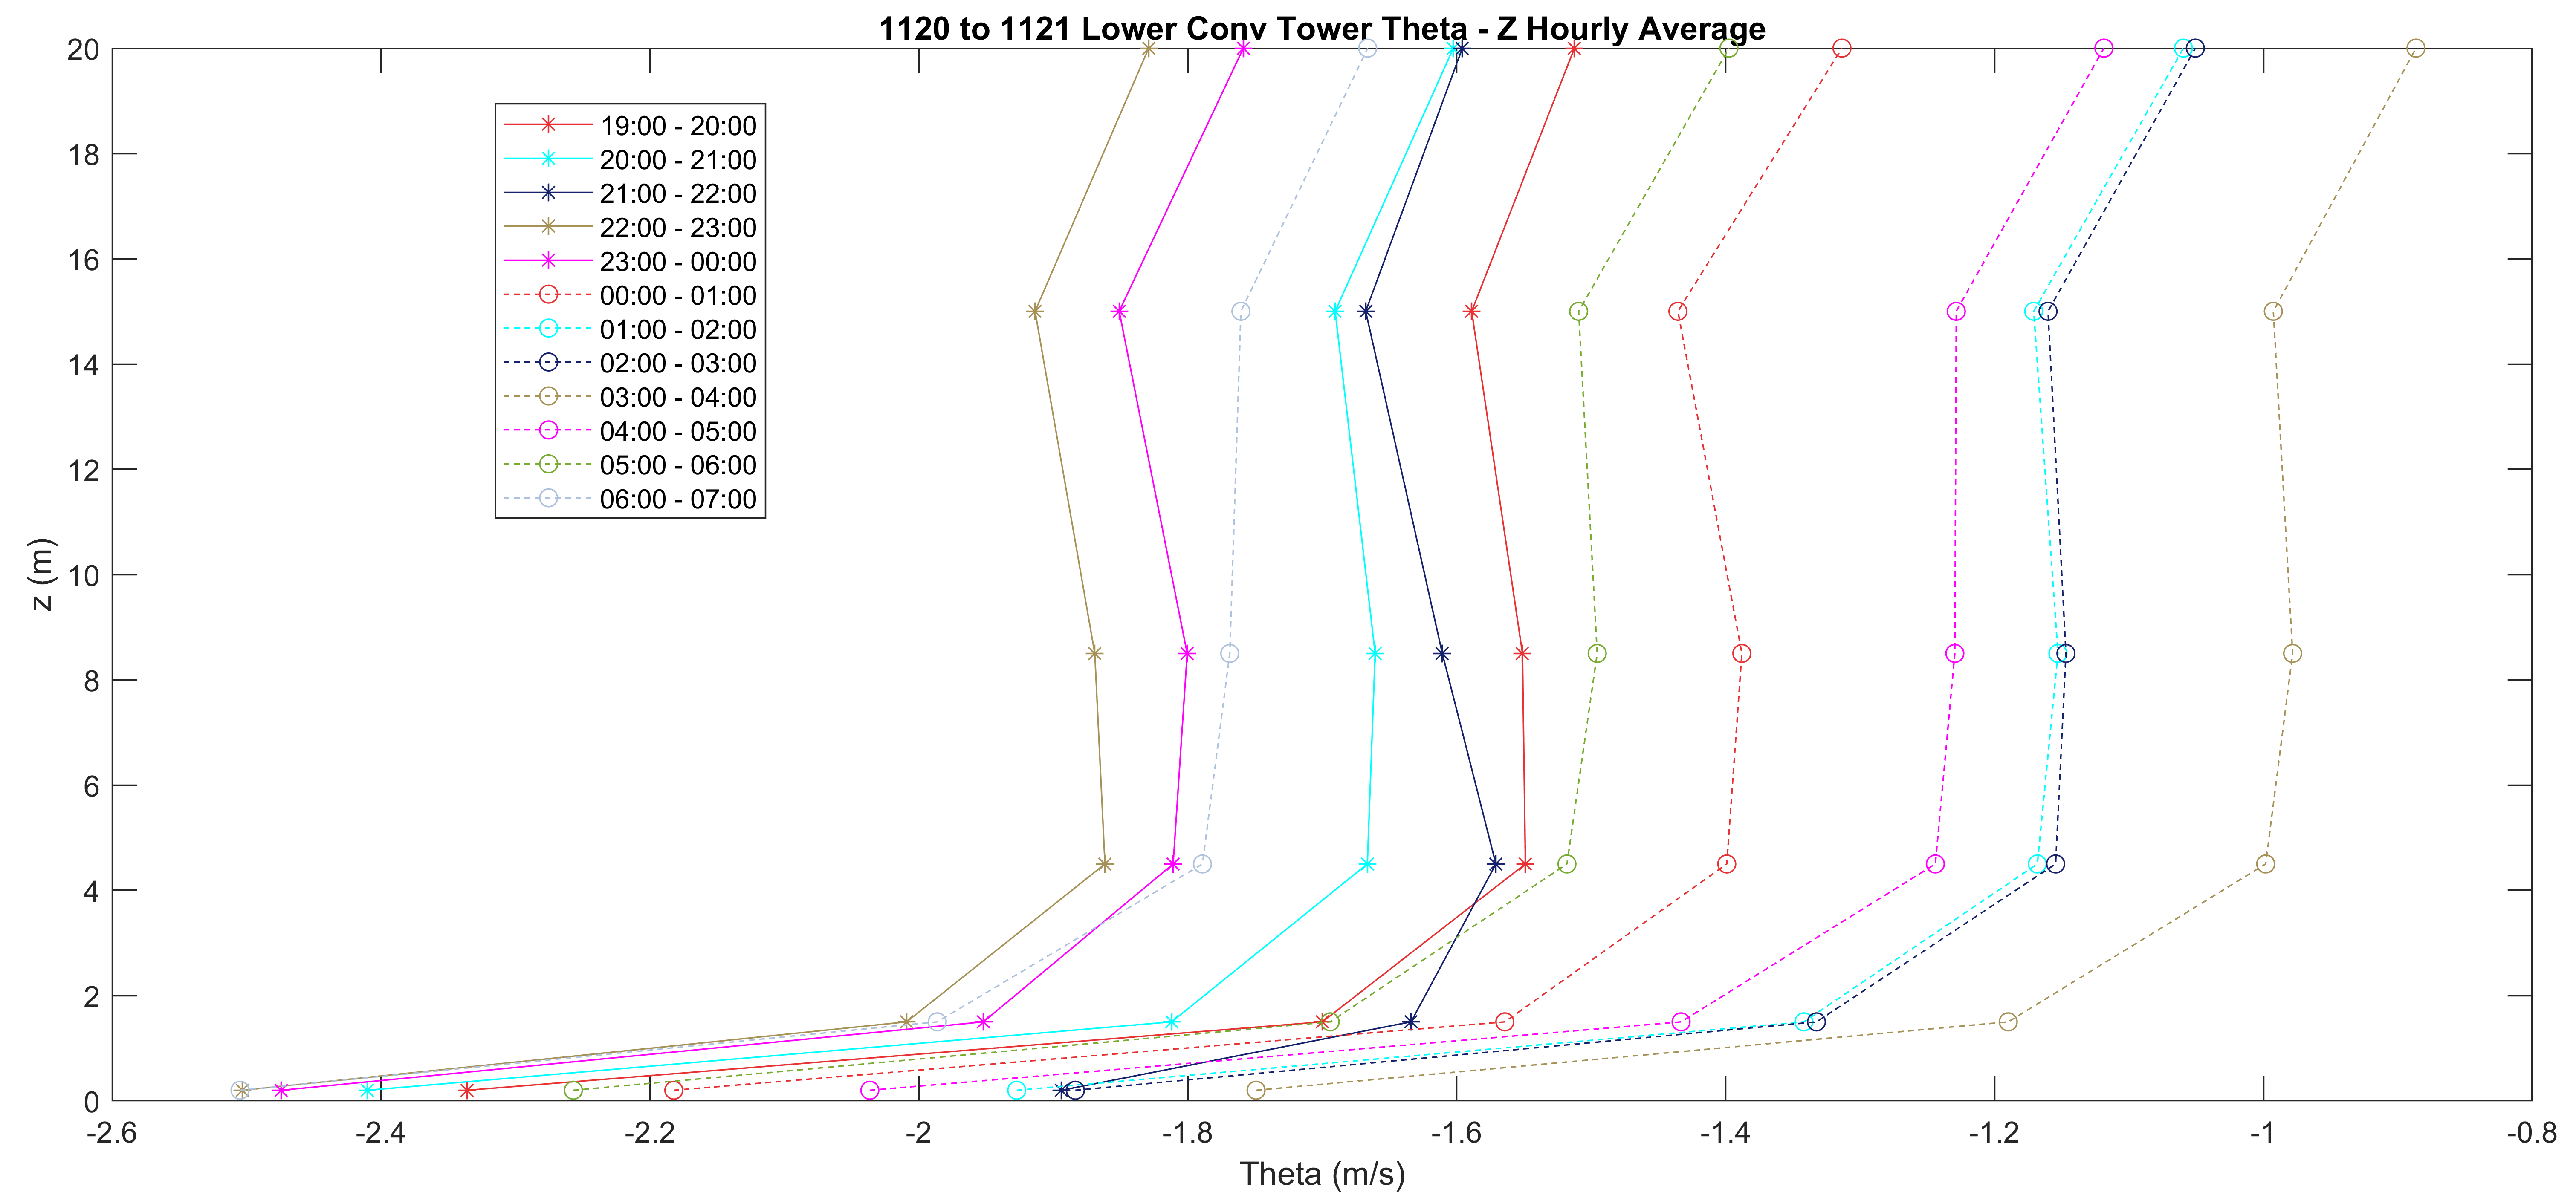 1120 to 1121 Lower Conv Tower Theta - Z Hourly Average
20
18
16
14
12
10
8
6
4
2
0
z (m)
19:00 - 20:00
20:00 - 21:00
21:00 - 22:00
22:00 - 23:00
23:00 - 00:00
00:00 - 01:00
01:00 - 02:00
02:00 - 03:00
03:00 - 04:00
04:00 - 05:00
05:00 - 06:00
06:00 - 07:00
-2.6 -2.4 -2.2 -2 -1.8 -1.6 -1.4 -1.2 -1 -0.8
Theta (m/s)